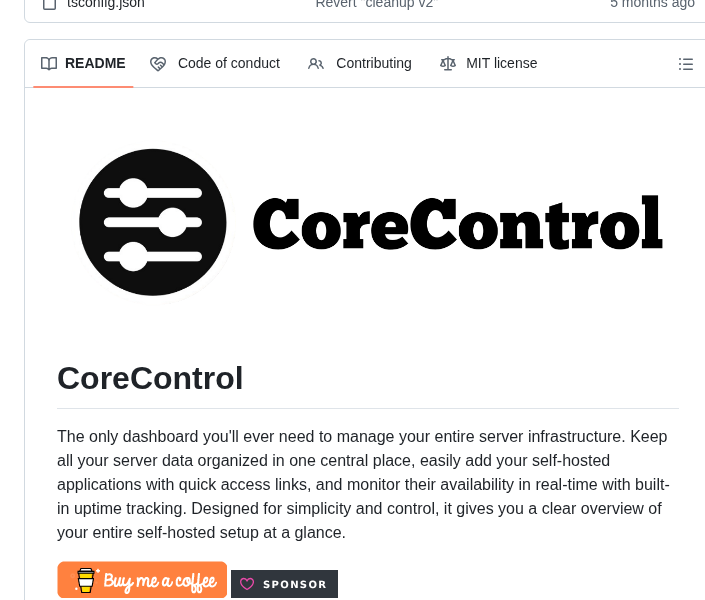 tsconfig.json Revert "cleanup v2" 5 months ago
README Code of conduct Contributing MIT license
CoreControl
CoreControl
The only dashboard you'll ever need to manage your entire server infrastructure. Keep
all your server data organized in one central place, easily add your self-hosted
applications with quick access links, and monitor their availability in real-time with built-
in uptime tracking. Designed for simplicity and control, it gives you a clear overview of
your entire self-hosted setup at a glance.
Buy me a coffee SPONSOR